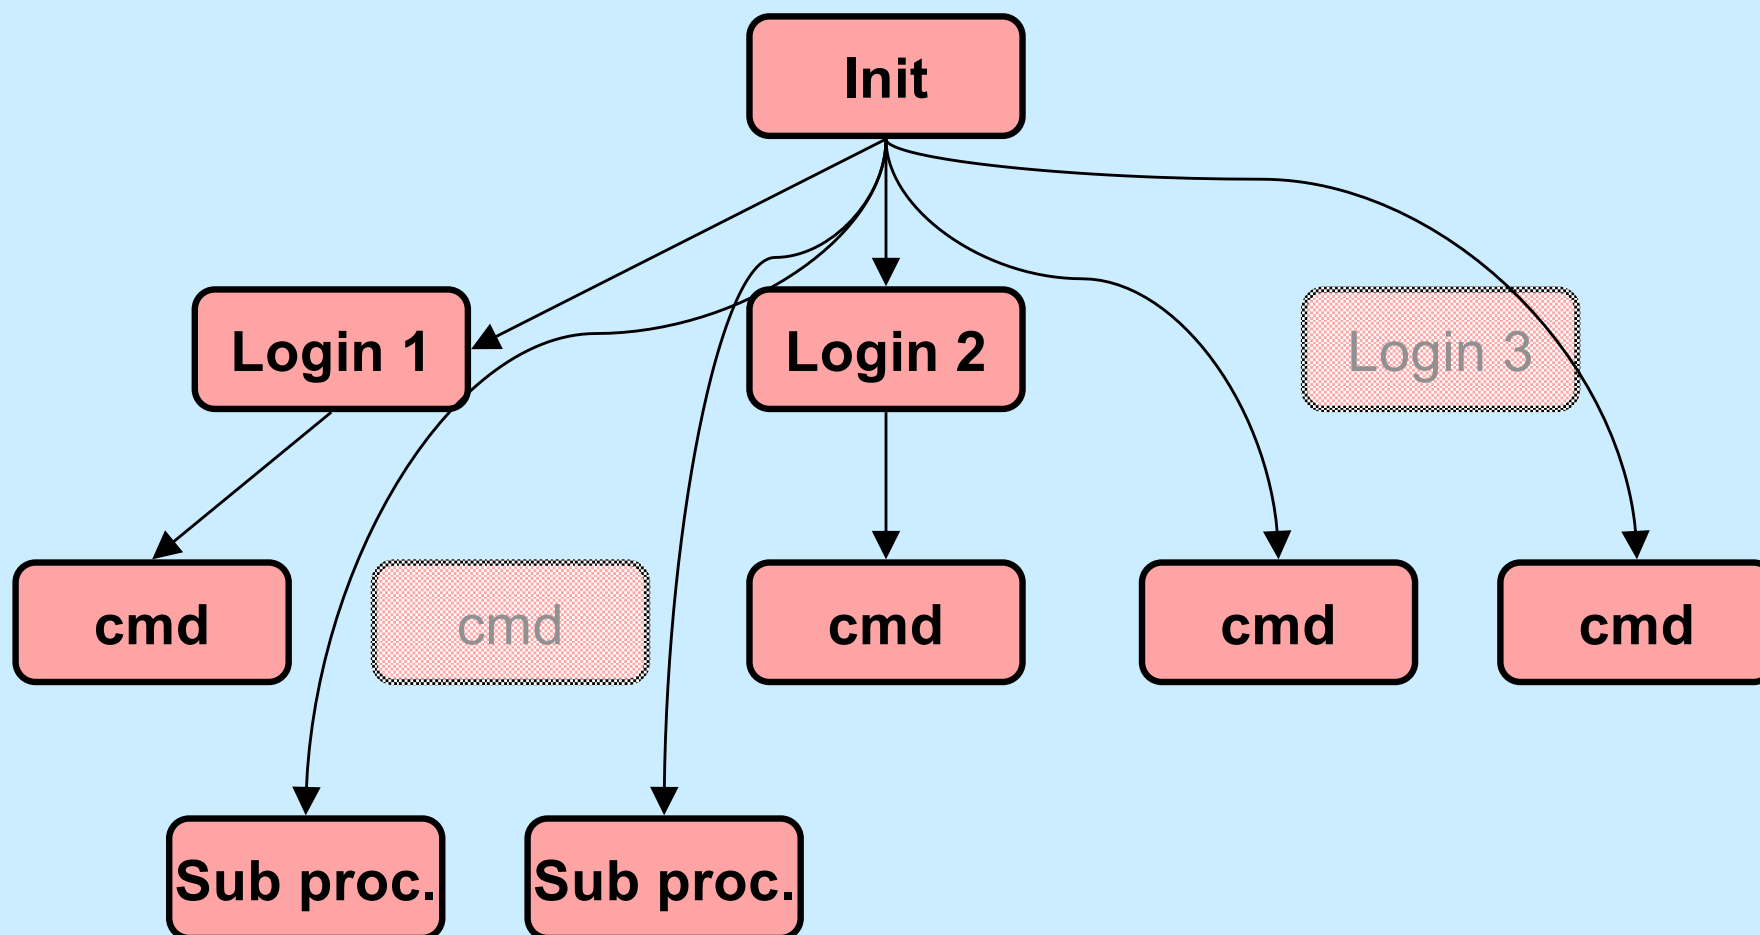 Init
Login 1
Login 2
Login 3
cmd
cmd
cmd
cmd
cmd
Sub proc.
Sub proc.